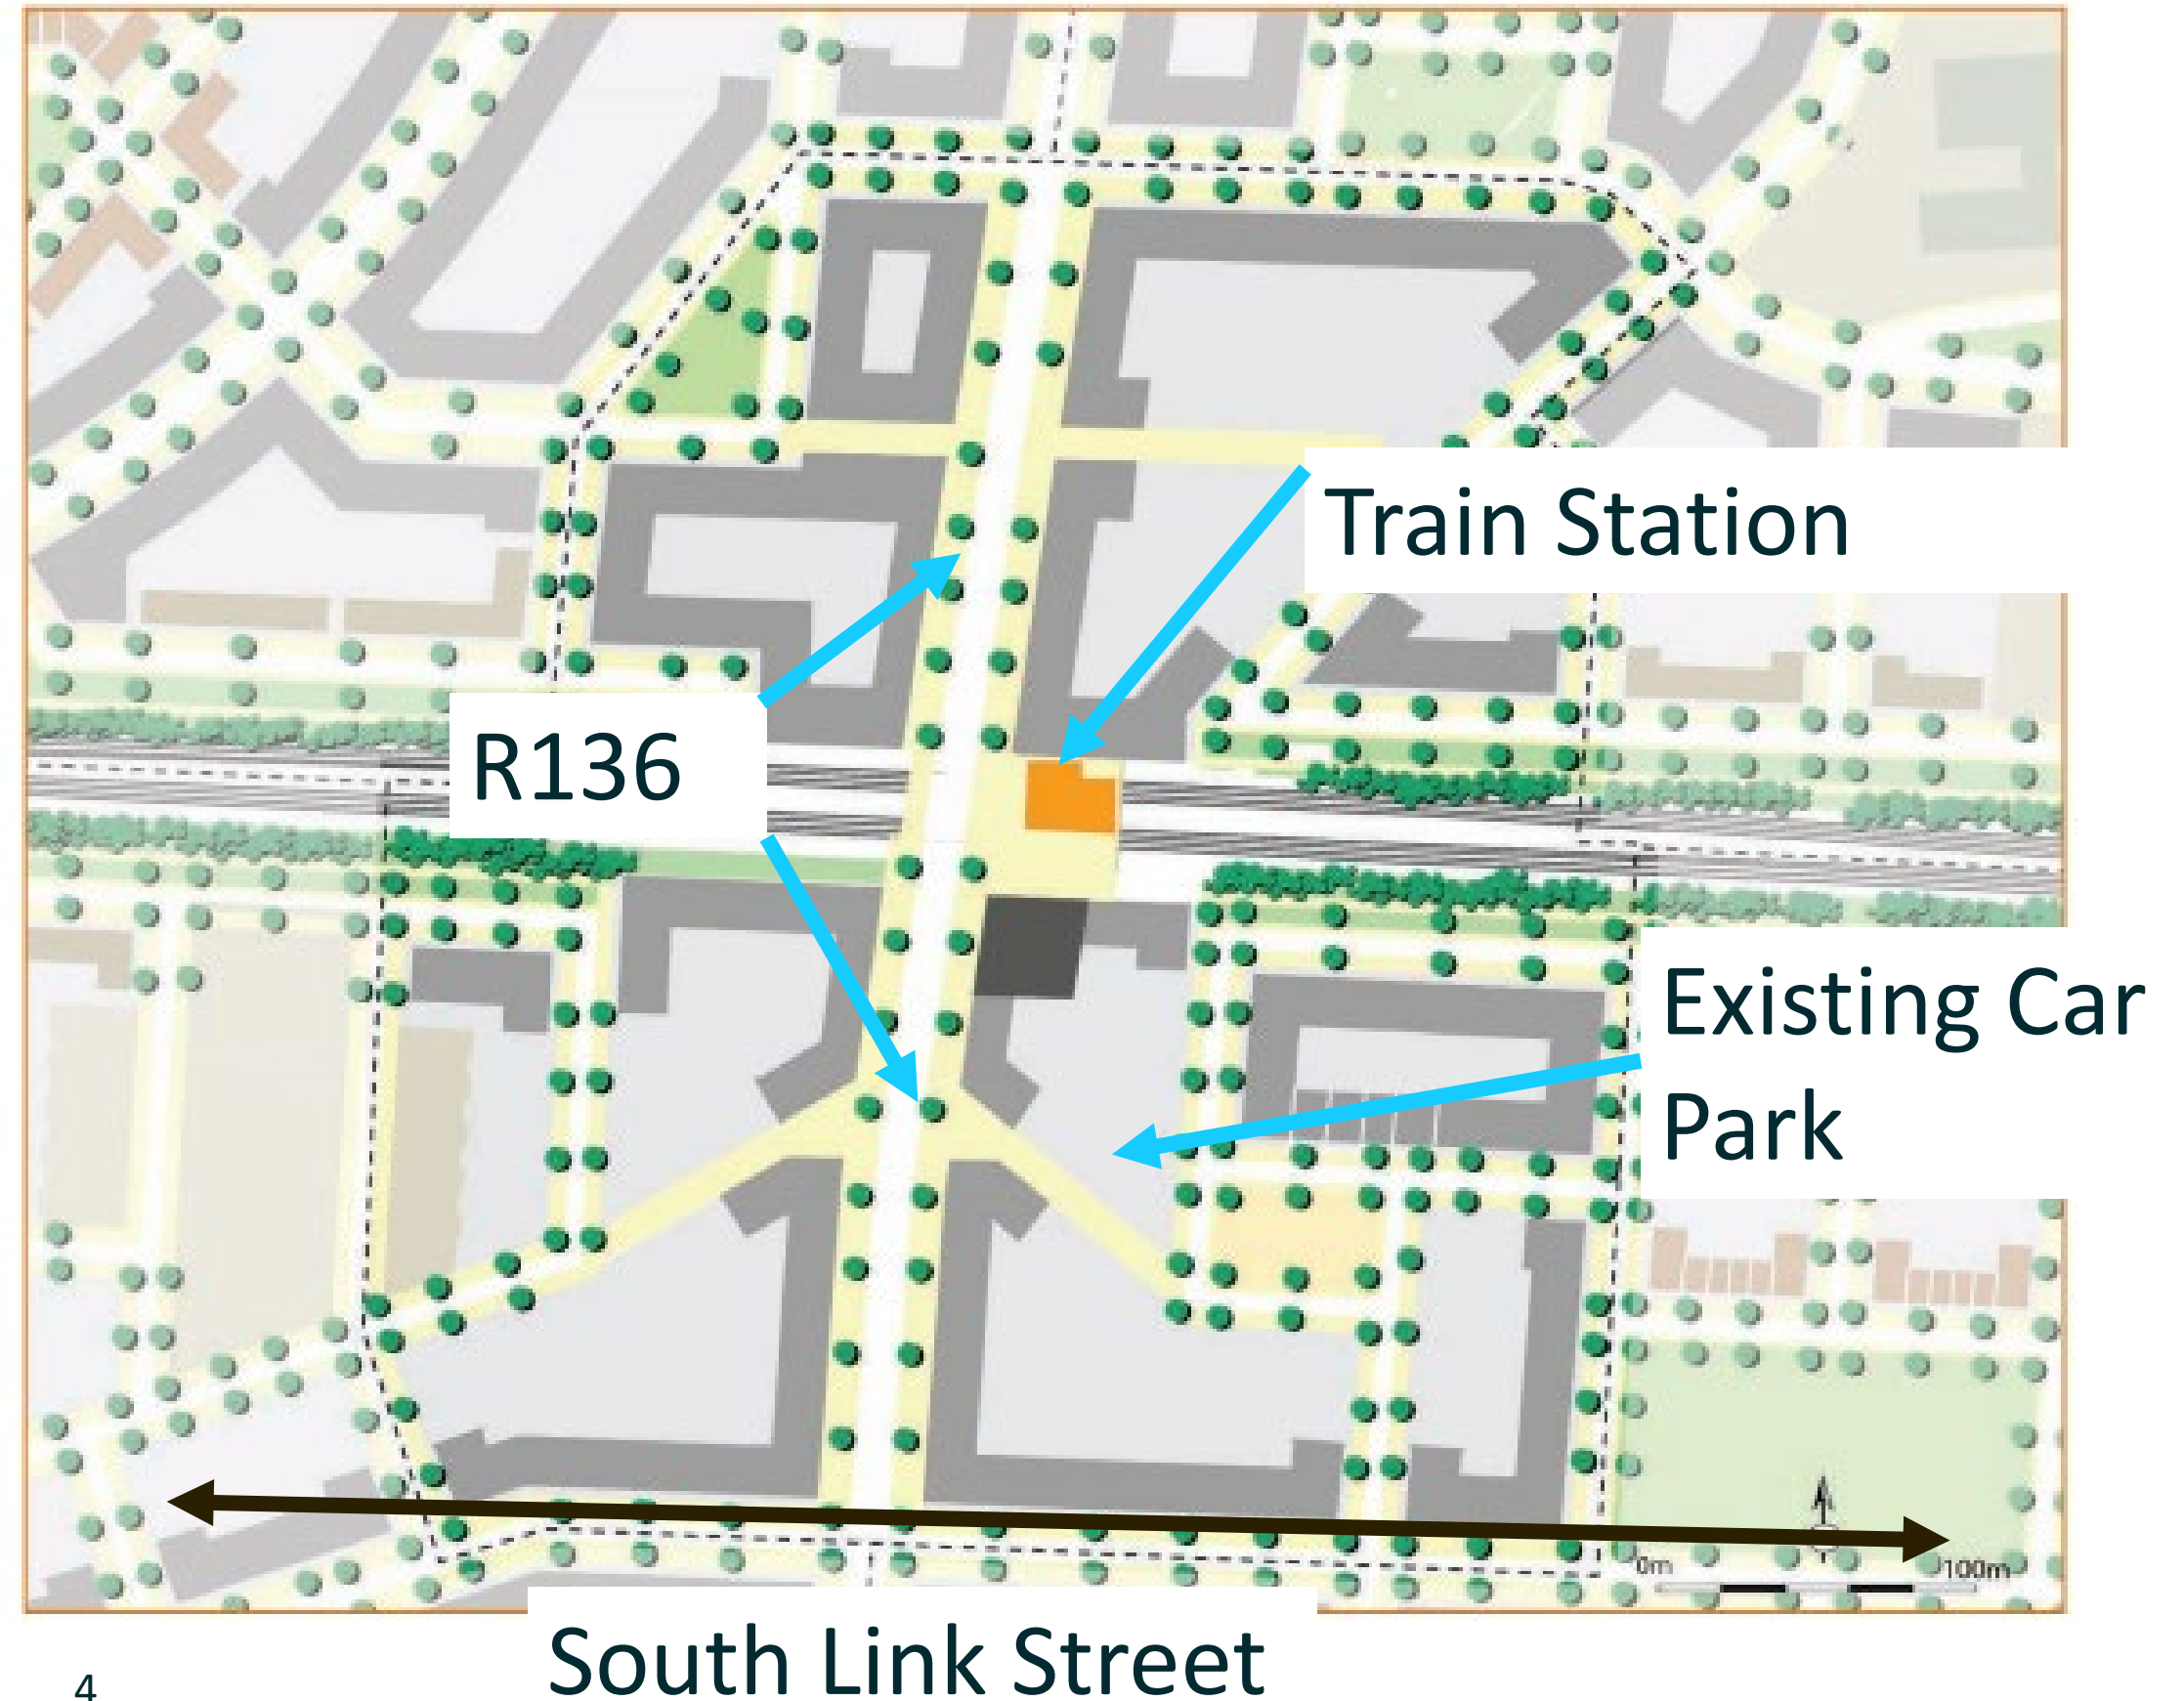 Train Station
R136
Existing Car
Park
0m
100m
South Link Street
4